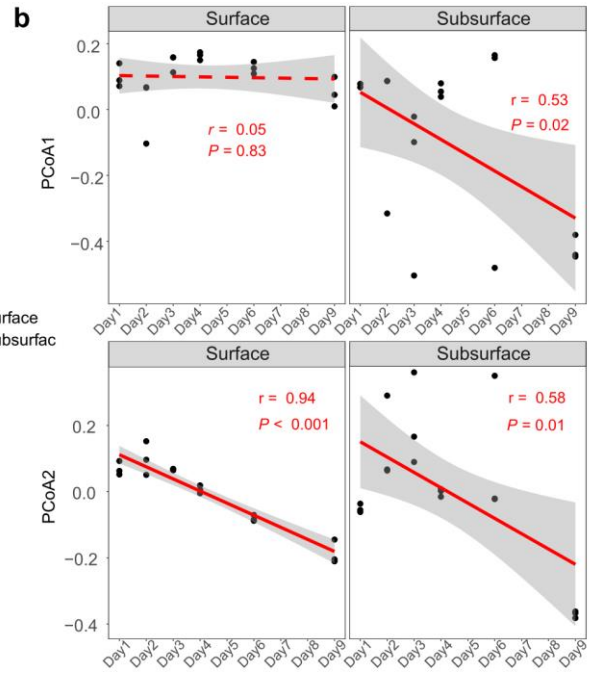 b
Surface
Subsurface
PCoA1
0.2
0.0
−0.2
−0.4
r = 0.05
P = 0.83
r = 0.53
P = 0.02
Day1 Day2 Day3 Day4 Day5 Day6 Day7 Day8 Day9
Day1 Day2 Day3 Day4 Day5 Day6 Day7 Day8 Day9
urface
ubsurfac
Surface
Subsurface
PCoA2
0.2
0.0
−0.2
−0.4
r = 0.94
P < 0.001
r = 0.58
P = 0.01
Day1 Day2 Day3 Day4 Day5 Day6 Day7 Day8 Day9
Day1 Day2 Day3 Day4 Day5 Day6 Day7 Day8 Day9